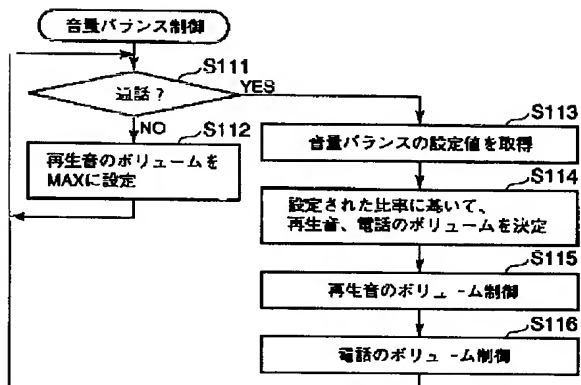 音量バランス制御
S111
通話？
YES
NO
S112
再生音のボリュームを
MAXに設定
S113
音量バランスの設定値を取得
S114
設定された比率に基いて、
再生音、電話のボリュームを決定
S115
再生音のボリューム制御
S116
電話のボリューム制御